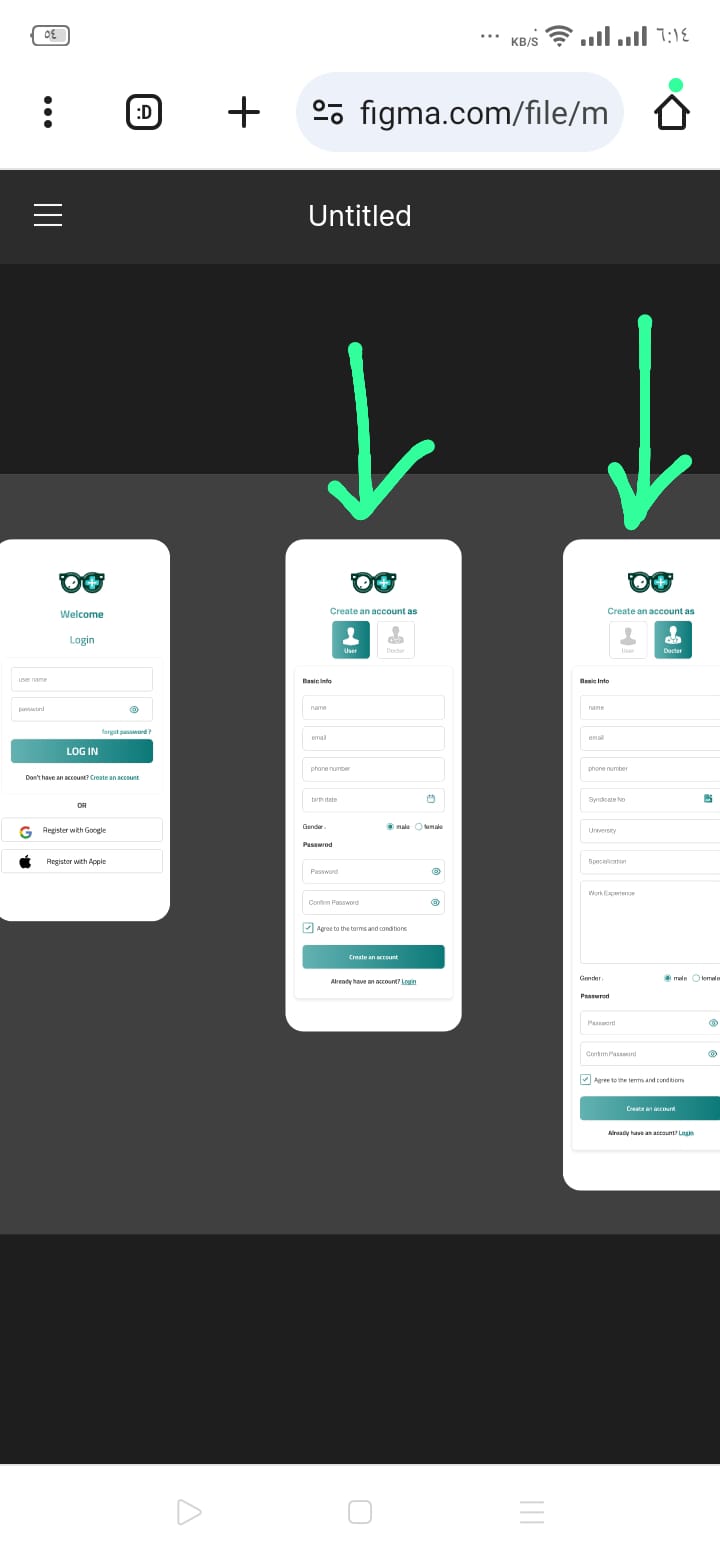 ٥٤
KB/S
٦:١٤
:D
figma.com/file/m
Untitled
Welcome
Login
user name
password
forgot password ?
LOG IN
Don't have an account? Create an account
OR
Register with Google
Register with Apple
Create an account as
User
Doctor
Basic Info
name
email
phone number
birth date
Gender .
male
female
Passwrod
Password
Confirm Password
Agree to the terms and conditions
Create an account
Already have an account? Login
Create an account as
User
Doctor
Basic Info
name
email
phone number
Syndicate No
University
Specialization
Work Experience
Gender .
male
female
Passwrod
Password
Confirm Password
Agree to the terms and conditions
Create an account
Already have an account? Login